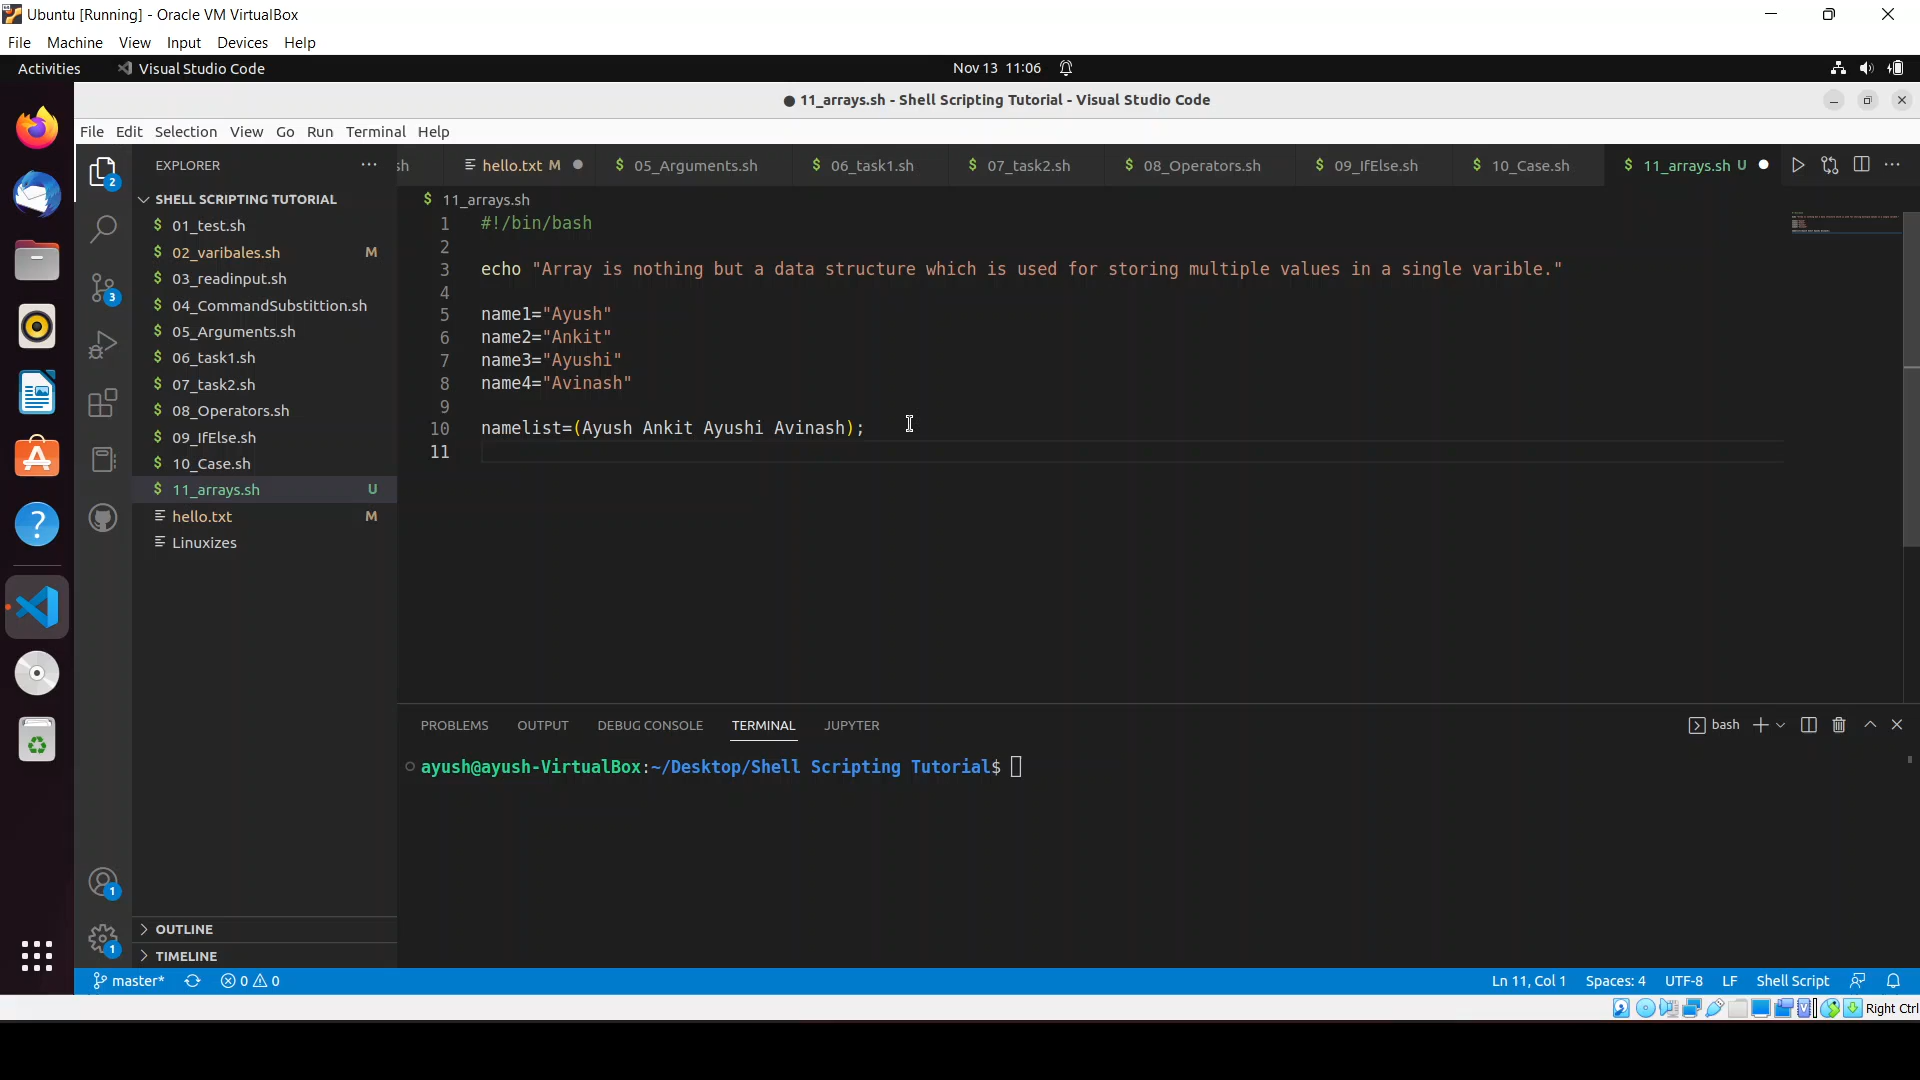 Ubuntu [Running] - Oracle VM VirtualBox
File Machine View Input Devices Help
Activities Visual Studio Code Nov 13 11:06
● 11_arrays.sh - Shell Scripting Tutorial - Visual Studio Code
File Edit Selection View Go Run Terminal Help
EXPLORER
sh hello.txt M 05_Arguments.sh 06_task1.sh 07_task2.sh 08_Operators.sh 09_IfElse.sh 10_Case.sh 11_arrays.sh U
SHELL SCRIPTING TUTORIAL
01_test.sh
02_varibales.sh M
03_readinput.sh
04_CommandSubstittion.sh
05_Arguments.sh
06_task1.sh
07_task2.sh
08_Operators.sh
09_IfElse.sh
10_Case.sh
11_arrays.sh U
hello.txt M
Linuxizes
OUTLINE
TIMELINE
2
3
1
1
$ 11_arrays.sh
1 #!/bin/bash
2
3 echo "Array is nothing but a data structure which is used for storing multiple values in a single varible."
4
5 name1="Ayush"
6 name2="Ankit"
7 name3="Ayushi"
8 name4="Avinash"
9
10 namelist=(Ayush Ankit Ayushi Avinash);
11
PROBLEMS OUTPUT DEBUG CONSOLE TERMINAL JUPYTER
bash
ayush@ayush-VirtualBox:~/Desktop/Shell Scripting Tutorial$
master* 0 0 Ln 11, Col 1 Spaces: 4 UTF-8 LF Shell Script
Right Ctrl